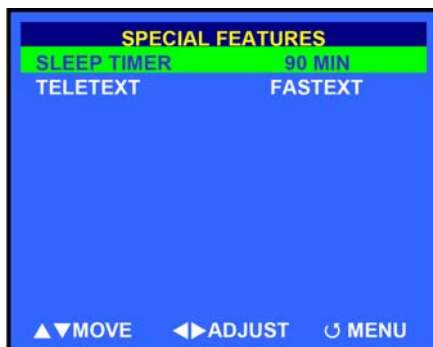 SPECIAL FEATURES
SLEEP TIMER 90 MIN
TELETEXT FASTEXT
▲▼MOVE ◀▶ADJUST ↺ MENU